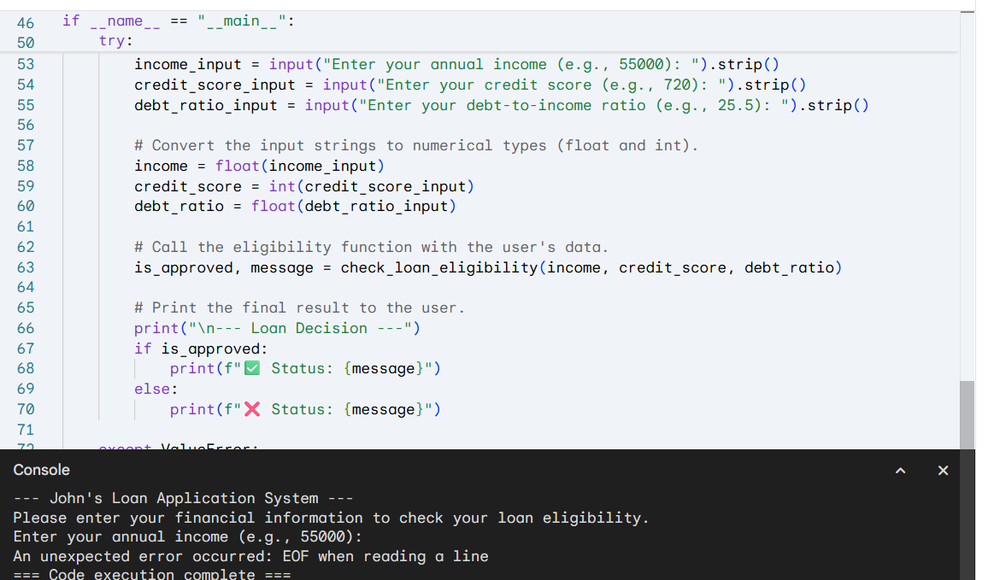 46 if __name__ == "__main__":
50 try:
53 income_input = input("Enter your annual income (e.g., 55000): ").strip()
54 credit_score_input = input("Enter your credit score (e.g., 720): ").strip()
55 debt_ratio_input = input("Enter your debt-to-income ratio (e.g., 25.5): ").strip()
56
57 # Convert the input strings to numerical types (float and int).
58 income = float(income_input)
59 credit_score = int(credit_score_input)
60 debt_ratio = float(debt_ratio_input)
61
62 # Call the eligibility function with the user's data.
63 is_approved, message = check_loan_eligibility(income, credit_score, debt_ratio)
64
65 # Print the final result to the user.
66 print("\n--- Loan Decision ---")
67 if is_approved:
68 print(f"✅ Status: {message}")
69 else:
70 print(f"❌ Status: {message}")
71
72 except ValueError:
Console
--- John's Loan Application System ---
Please enter your financial information to check your loan eligibility.
Enter your annual income (e.g., 55000):
An unexpected error occurred: EOF when reading a line
=== Code execution complete ===